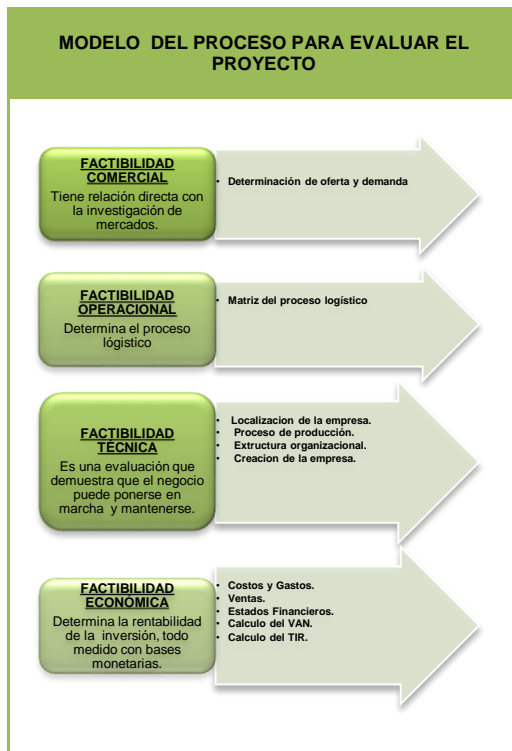 MODELO DEL PROCESO PARA EVALUAR EL
PROYECTO
FACTIBILIDAD
COMERCIAL
Tiene relación directa con
la investigación de
mercados.
• Determinación de oferta y demanda
FACTIBILIDAD
OPERACIONAL
Determina el proceso
lógistico
• Matriz del proceso logístico
FACTIBILIDAD
TÉCNICA
Es una evaluación que
demuestra que el negocio
puede ponerse en
marcha y mantenerse.
• Localizacion de la empresa.
• Proceso de producción.
• Extructura organizacional.
• Creacion de la empresa.
FACTIBILIDAD
ECONÓMICA
Determina la rentabilidad
de la inversión, todo
medido con bases
monetarias.
• Costos y Gastos.
• Ventas.
• Estados Financieros.
• Calculo del VAN.
• Calculo del TIR.